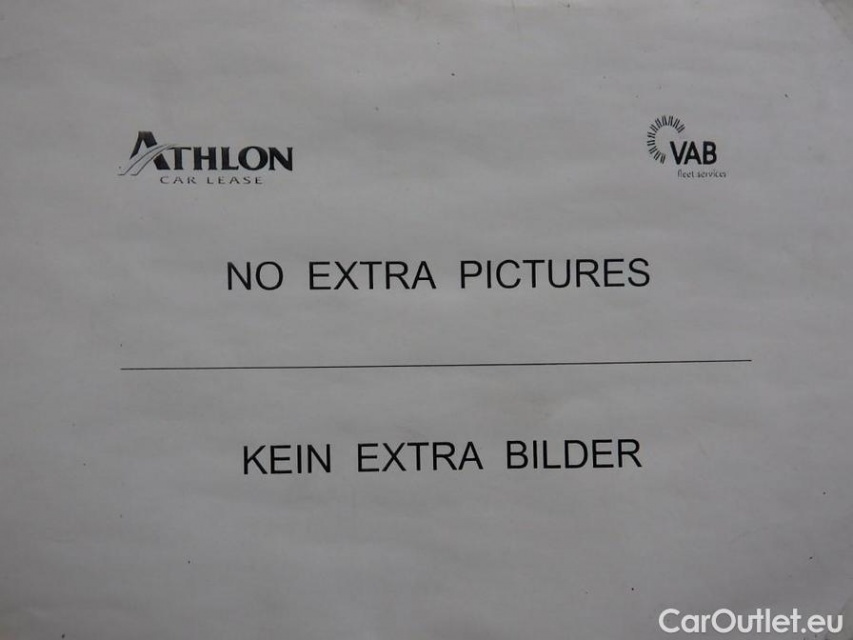 ATHLON
CAR LEASE
VAB
fleet services
NO EXTRA PICTURES
KEIN EXTRA BILDER
CarOutlet.eu